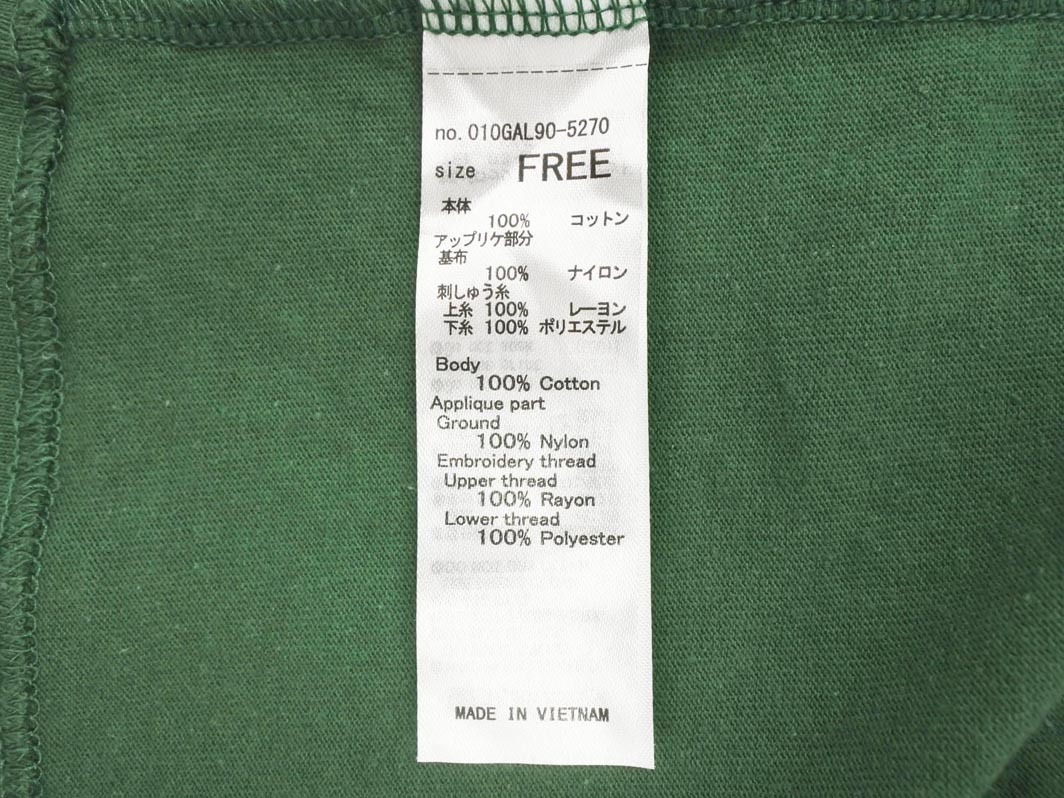 no. 010GAL90-5270
size FREE
本体
100% コットン
アップリケ部分
基布
100% ナイロン
刺しゅう糸
上糸 100% レーヨン
下糸 100% ポリエステル
Body
100% Cotton
Applique part
Ground
100% Nylon
Embroidery thread
Upper thread
100% Rayon
Lower thread
100% Polyester
MADE IN VIETNAM